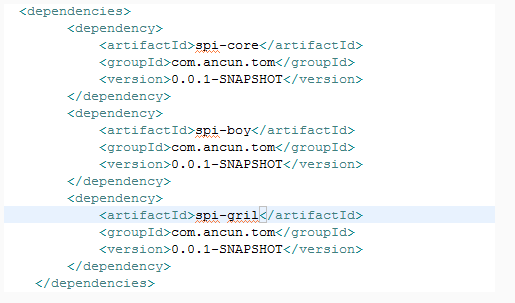 <dependencies>
<dependency>
<artifactId>spi-core</artifactId>
<groupId>com.ancun.tom</groupId>
<version>0.0.1-SNAPSHOT</version>
</dependency>
<dependency>
<artifactId>spi-boy</artifactId>
<groupId>com.ancun.tom</groupId>
<version>0.0.1-SNAPSHOT</version>
</dependency>
<dependency>
<artifactId>spi-gril</artifactId>
<groupId>com.ancun.tom</groupId>
<version>0.0.1-SNAPSHOT</version>
</dependency>
</dependencies>